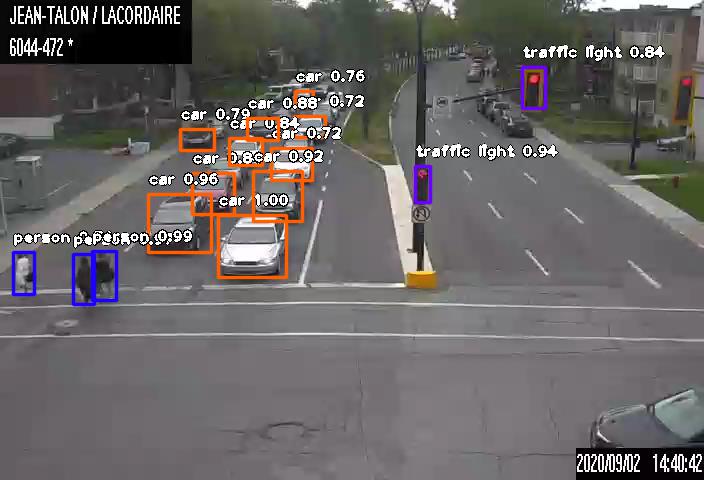 JEAN-TALON / LACORDAIRE
6044-472 *
traffic light 0.84
car 0.76
car 0.88
0.72
car 0.79
0.84
car 0.72
traffic light 0.94
car 0.8
car 0.92
car 0.96
car 1.00
person
person 0.99
2020/09/02 14:40:42